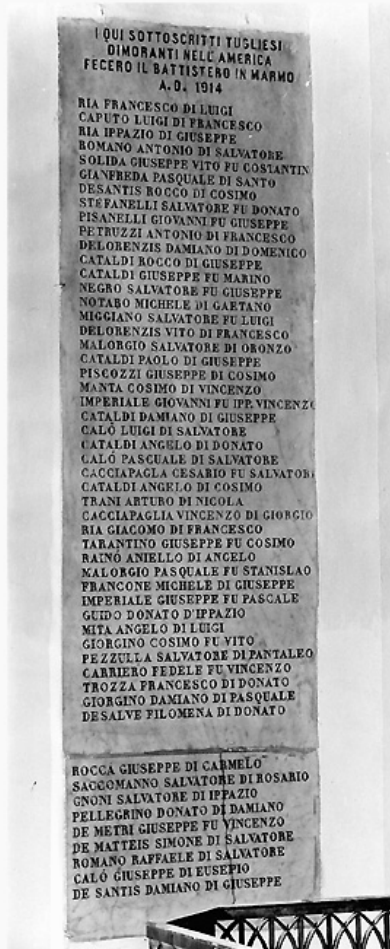 I QUI SOTTOSCRITTI TUGLIESI
DIMORANTI NELL'AMERICA
FECERO IL BATTISTERO IN MARMO
A.D. 1914
RIA FRANCESCO DI LUIGI
CAPUTO LUIGI DI FRANCESCO
RIA IPPAZIO DI GIUSEPPE
ROMANO ANTONIO DI SALVATORE
SOLIDA GIUSEPPE VITO FU COSTANTIN
GIANFREDA PASQUALE DI SANTO
DESANTIS ROCCO DI COSIMO
STEFANELLI SALVATORE FU DONATO
PISANELLI GIOVANNI FU GIUSEPPE
PETRUZZI ANTONIO DI FRANCESCO
DELORENZIS DAMIANO DI DOMENICO
CATALDI ROCCO DI GIUSEPPE
CATALDI GIUSEPPE FU MARINO
NEGRO SALVATORE FU GIUSEPPE
NOTARO MICHELE DI GAETANO
MIGGIANO SALVATORE FU LUIGI
DELORENZIS VITO DI FRANCESCO
MALORGIO SALVATORE DI ORONZO
CATALDI PAOLO DI GIUSEPPE
PISCOZZI GIUSEPPE DI COSIMO
MANTA COSIMO DI VINCENZO
IMPERIALE GIOVANNI FU IPP. VINCENZO
CATALDI DAMIANO DI GIUSEPPE
CALÓ LUIGI DI SALVATORE
CATALDI ANGELO DI DONATO
CALÓ PASCUALE DI SALVATORE
CACCIAPAGLA CESARIO FU SALVATOR
CATALDI ANGELO DI COSIMO
TRANI ARTURO DI NICOLA
CACCIAPAGLIA VINCENZO DI GIORGIO
RIA GIACOMO DI FRANCESCO
TARANTINO GIUSEPPE FU COSIMO
RAINÓ ANIELLO DI ANGELO
MALORGIO PASQUALE FU STANISLAO
FRANCONE MICHELE DI GIUSEPPE
IMPERIALE GIUSEPPE FU PASCALE
GUIDO DONATO D'IPPAZIO
MITA ANGELO DI LUIGI
GIORGINO COSIMO FU VITO
PEZZULLA SALVATORE DI PANTALEO
CARRIERO FEDELE FU VINCENZO
TROZZA FRANCESCO DI DONATO
GIORGINO DAMIANO DI PASQUALE
DESALVE FILOMENA DI DONATO
ROCCA GIUSEPPE DI CARMELO
SACCOMANNO SALVATORE DI ROSARIO
GNONI SALVATORE DI IPPAZIO
PELLEGRINO DONATO DI DAMIANO
DE METRI GIUSEPPE FU VINCENZO
DE MATTEIS SIMONE DI SALVATORE
ROMANO RAFFAELE DI SALVATORE
CALÓ GIUSEPPE DI EUSEPIO
DE SANTIS DAMIANO DI GIUSEPPE